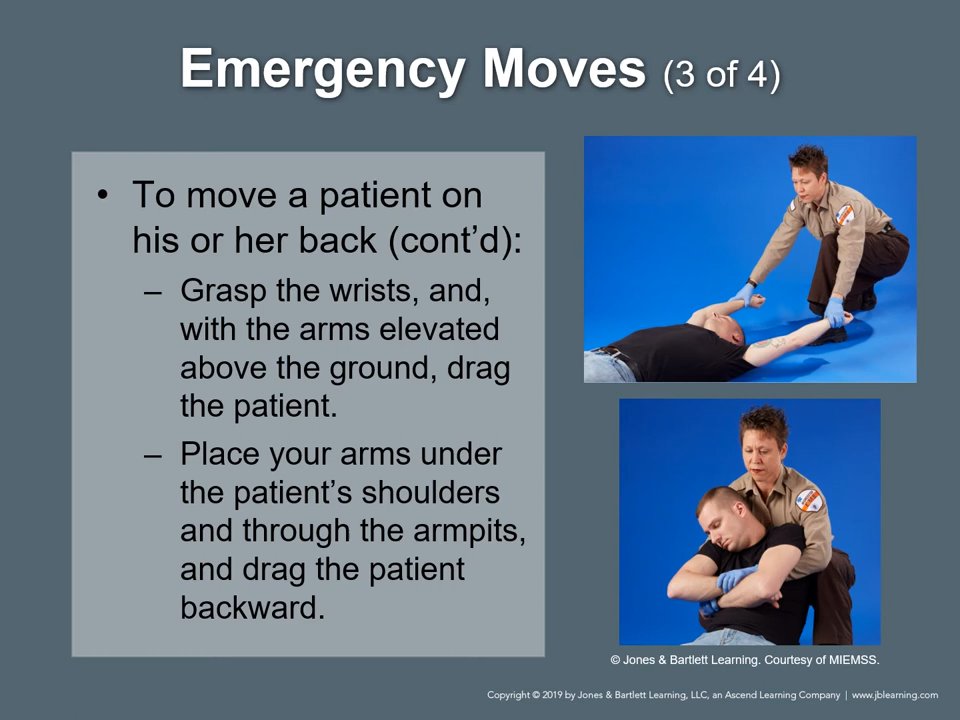 Emergency Moves (3 of 4)
• To move a patient on
his or her back (cont’d):
– Grasp the wrists, and,
with the arms elevated
above the ground, drag
the patient.
– Place your arms under
the patient’s shoulders
and through the armpits,
and drag the patient
backward.
© Jones & Bartlett Learning. Courtesy of MIEMSS.
Copyright © 2019 by Jones & Bartlett Learning, LLC, an Ascend Learning Company | www.jblearning.com